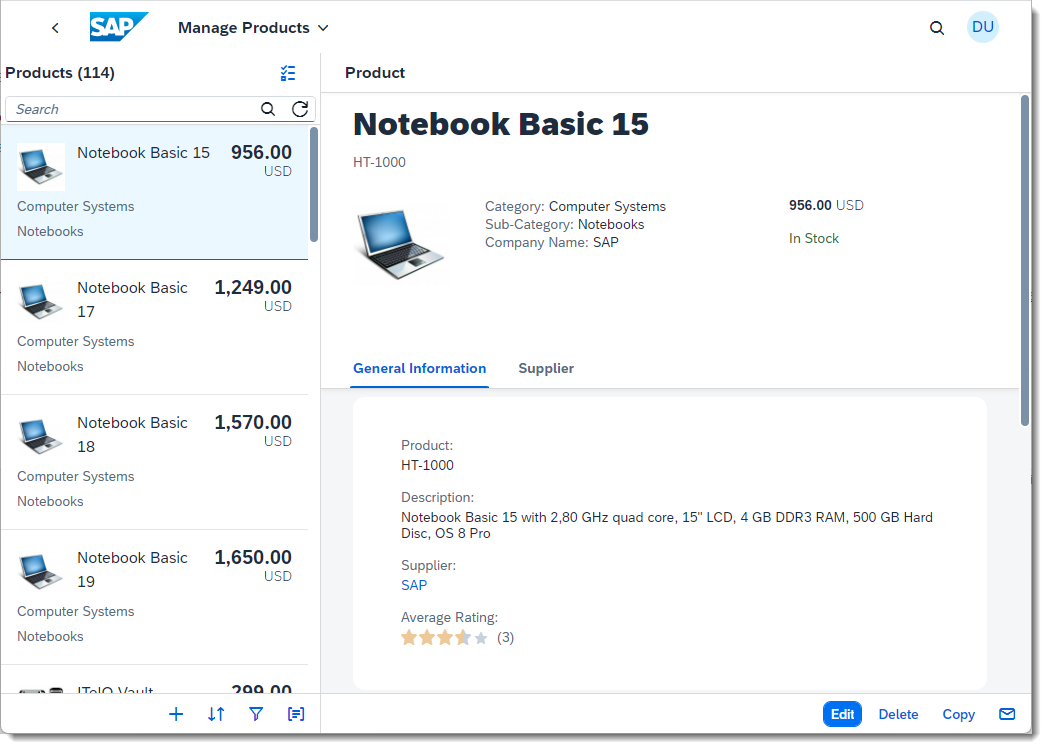 SAP
Manage Products
DU
Products (114)
Search
Notebook Basic 15
956.00
USD
Computer Systems
Notebooks
Notebook Basic
17
1,249.00
USD
Computer Systems
Notebooks
Notebook Basic
18
1,570.00
USD
Computer Systems
Notebooks
Notebook Basic
19
1,650.00
USD
Computer Systems
Notebooks
ITelO Vault
299.00
Product
Notebook Basic 15
HT-1000
Category: Computer Systems
Sub-Category: Notebooks
Company Name: SAP
956.00 USD
In Stock
General Information
Supplier
Product:
HT-1000
Description:
Notebook Basic 15 with 2,80 GHz quad core, 15" LCD, 4 GB DDR3 RAM, 500 GB Hard
Disc, OS 8 Pro
Supplier:
SAP
Average Rating:
(3)
Edit
Delete
Copy